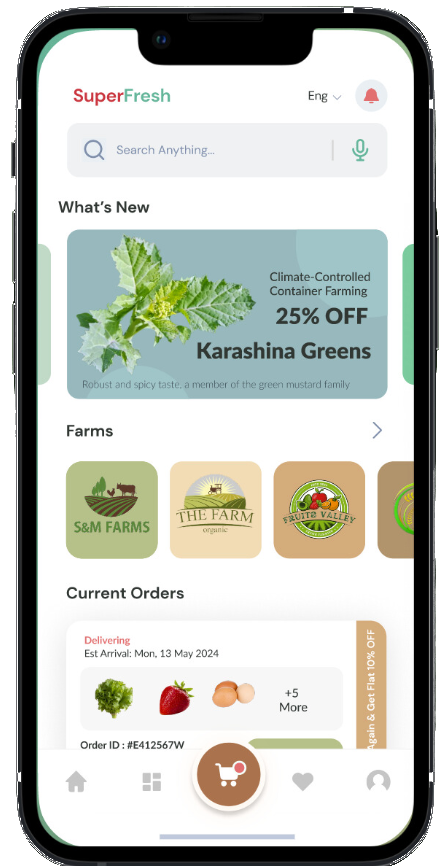 SuperFresh
Eng
Search Anything...
What's New
Climate-Controlled
Container Farming
25% OFF
Karashina Greens
Robust and spicy taste, a member of the green mustard family
Farms
S&M FARMS
THE FARM
organic
FRUITS VALLEY
Current Orders
Delivering
Est Arrival: Mon, 13 May 2024
+5
More
Again & Get Flat 10% OFF
Order ID : #E412567W